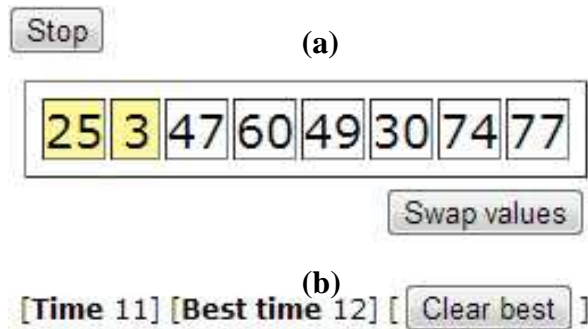 Stop
(a)
25 3 47 60 49 30 74 77
Swap values
(b)
[Time 11] [Best time 12] [ Clear best ]